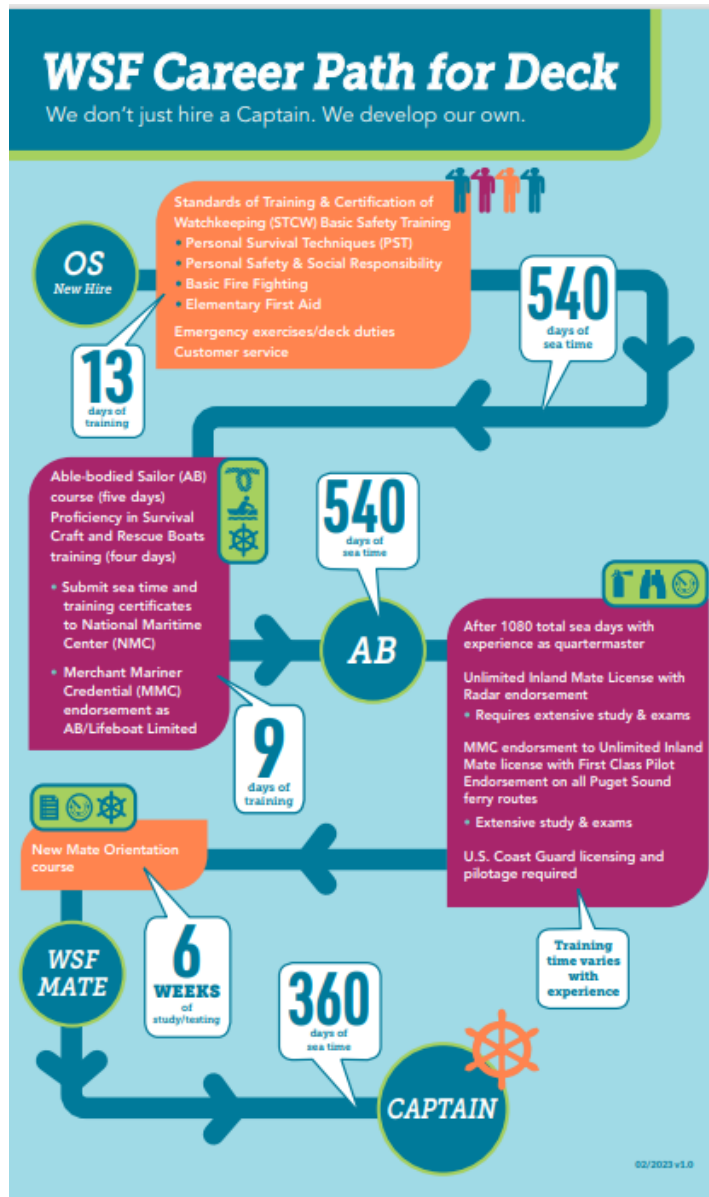 WSF Career Path for Deck
We don't just hire a Captain. We develop our own.
OS
New Hire
Standards of Training & Certification of
Watchkeeping (STCW) Basic Safety Training
• Personal Survival Techniques (PST)
• Personal Safety & Social Responsibility
• Basic Fire Fighting
• Elementary First Aid
Emergency exercises/deck duties
Customer service
13
days of
training
540
days of
sea time
Able-bodied Sailor (AB)
course (five days)
Proficiency in Survival
Craft and Rescue Boats
training (four days)
• Submit sea time and
training certificates
to National Maritime
Center (NMC)
• Merchant Mariner
Credential (MMC)
endorsement as
AB/Lifeboat Limited
9
days of
training
540
days of
sea time
AB
After 1080 total sea days with
experience as quartermaster
Unlimited Inland Mate License with
Radar endorsement
• Requires extensive study & exams
MMC endorsment to Unlimited Inland
Mate license with First Class Pilot
Endorsement on all Puget Sound
ferry routes
• Extensive study & exams
U.S. Coast Guard licensing and
pilotage required
Training
time varies
with
experience
New Mate Orientation
course
6
WEEKS
of
study/testing
WSF
MATE
360
days of
sea time
CAPTAIN
02/2023 v1.0